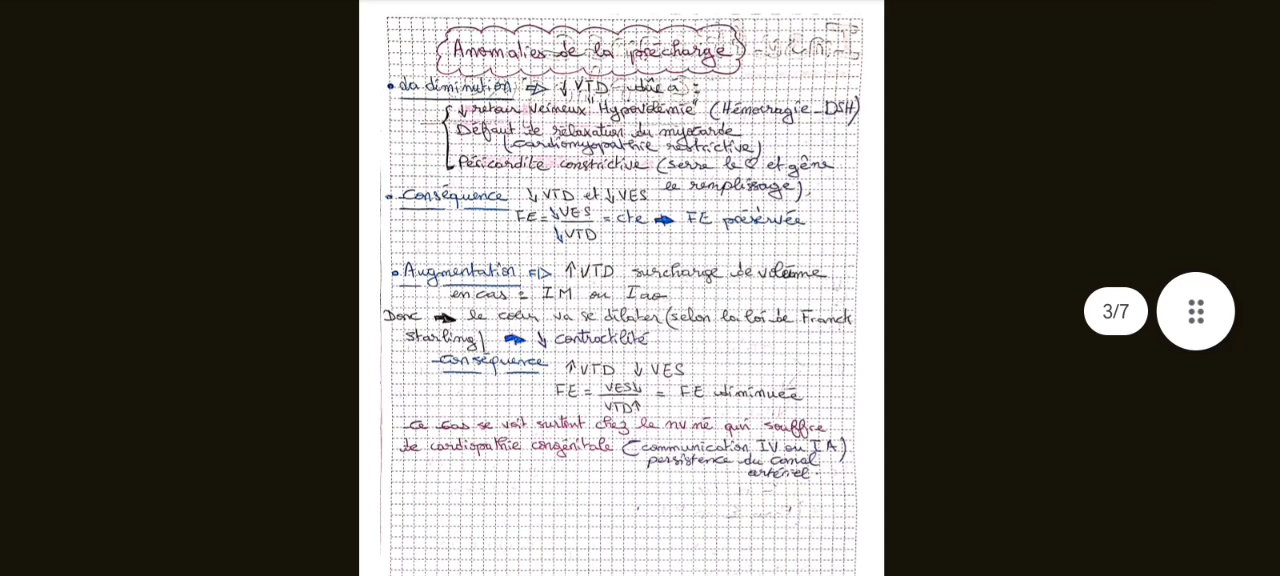 Anomalies de la précharge
• La diminution => ↓ VTD dûe à :
↓ retour veineux "Hypovolémie" (Hémorragie_DSH)
Défaut de relaxation du myocarde
(cardiomyopathie restrictive)
Péricardite constrictive (serre le ♡ et gêne
le remplissage).
• Conséquence ↓ VTD et ↓ VES
FE = ↓VES / ↓VTD = cte → FE préservée
• Augmentation => ↑ VTD surcharge de volume
en cas = IM ou Iao
Donc → le cœur va se dilater (selon la loi de Franck
Starling) → ↓ contractilité
Conséquence ↑ VTD ↓ VES
FE = VES↓ / VTD↑ = FE diminuée
ce cas se voit surtout chez le nv né qui souffre
de cardiopathie congénitale (communication IV ou IA)
persistence du canal
artériel.
3/7